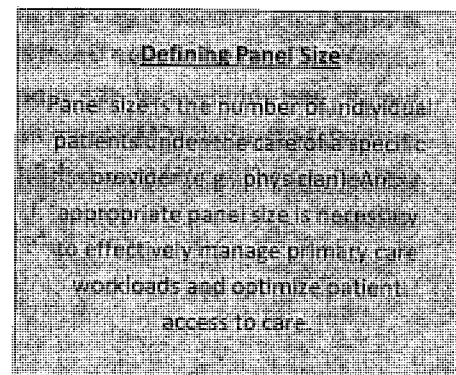 Defining Panel Size
Panel size is the number of individual
patients under the care of a specific
provider (e.g., physician). An
appropriate panel size is necessary
to effectively manage primary care
workloads and optimize patient
access to care.